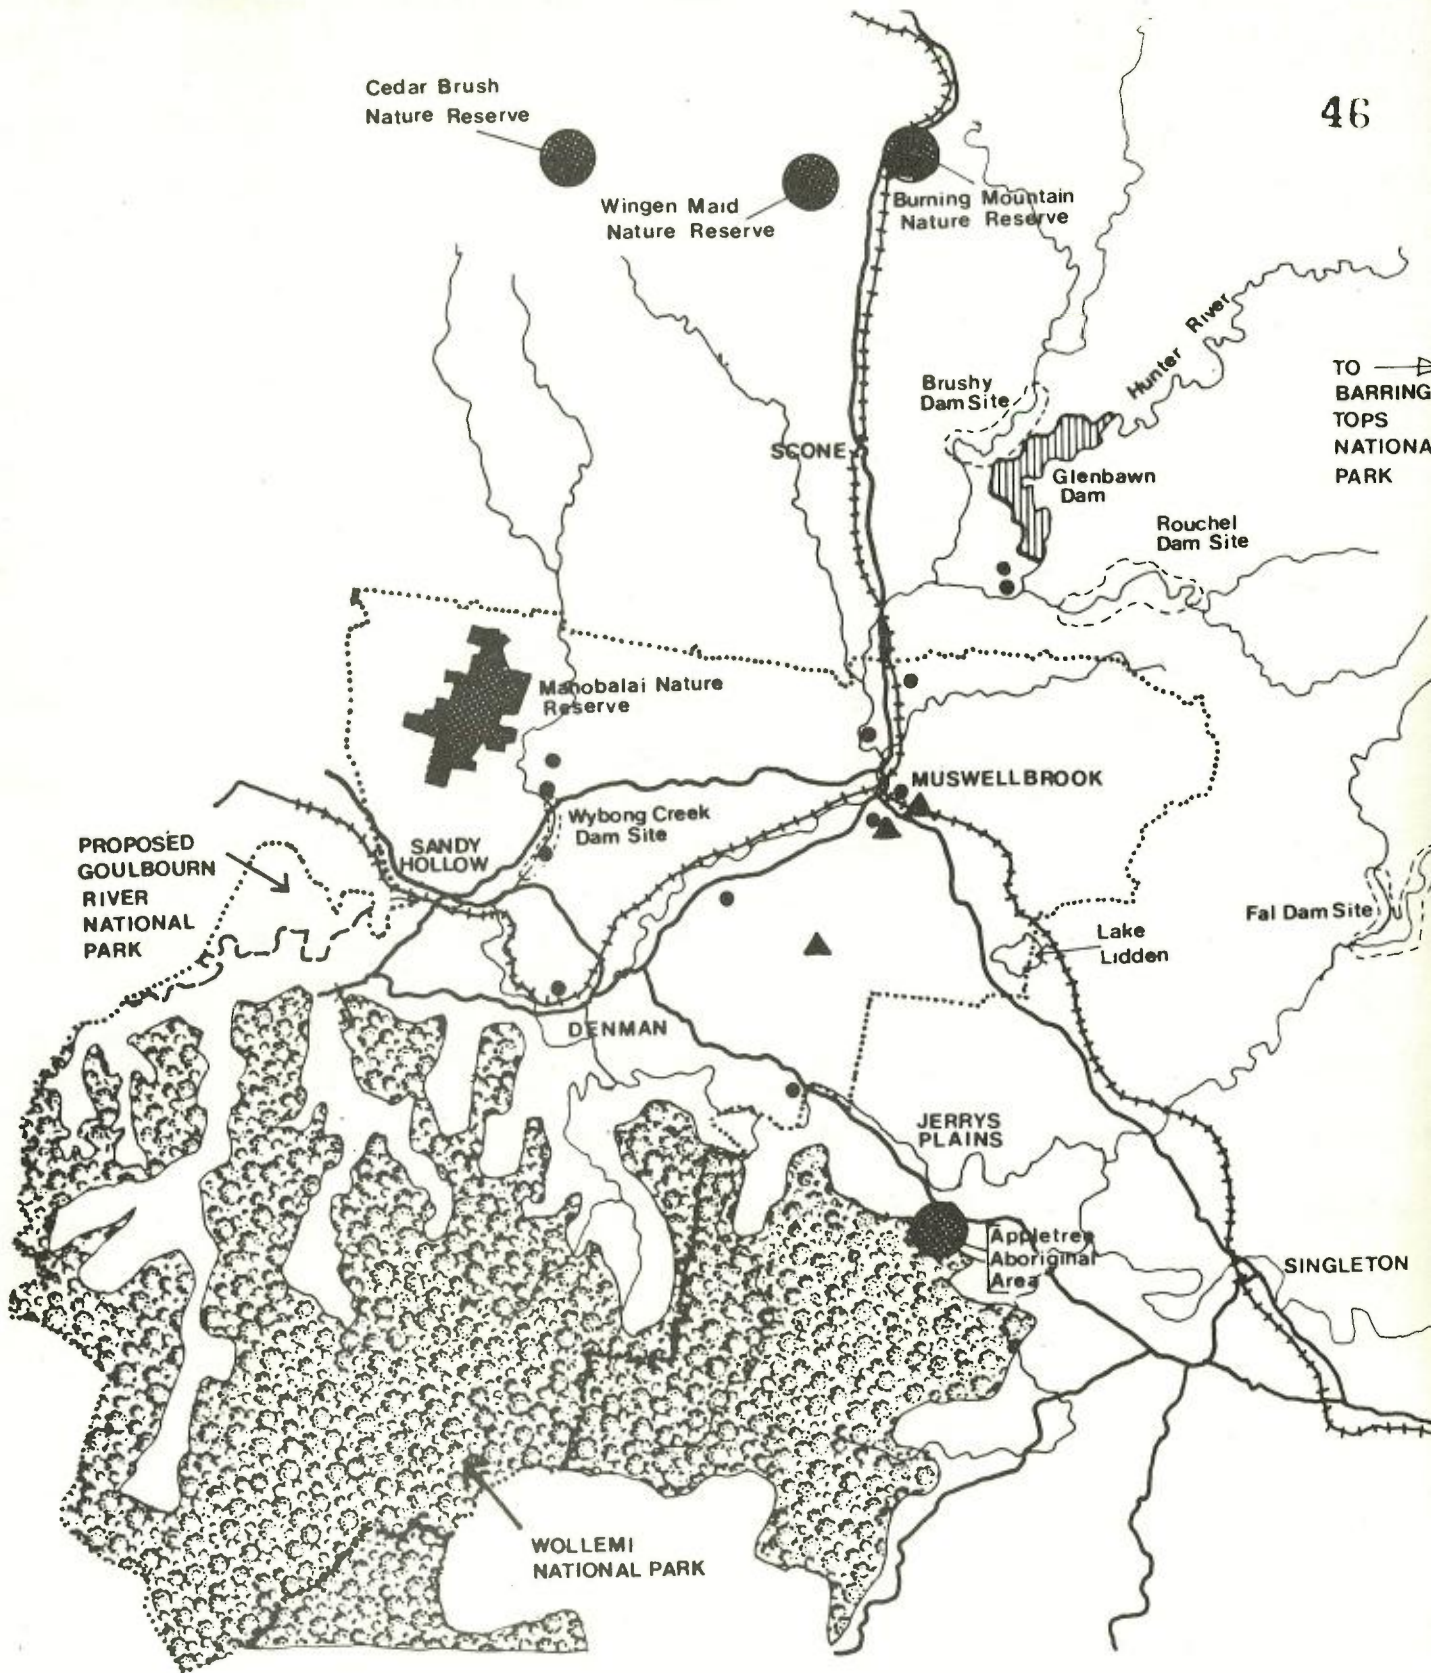 46
Cedar Brush
Nature Reserve
Wingen Maid
Nature Reserve
Burning Mountain
Nature Reserve
Hunter River
TO
BARRING
TOPS
NATIONA
PARK
Brushy
Dam Site
SCONE
Glenbawn
Dam
Rouchel
Dam Site
Manobalai Nature
Reserve
MUSWELLBROOK
Wybong Creek
Dam Site
SANDY
HOLLOW
PROPOSED
GOULBOURN
RIVER
NATIONAL
PARK
Fal Dam Site
Lake
Lidden
DENMAN
JERRYS
PLAINS
Appletree
Aboriginal
Area
SINGLETON
WOLLEMI
NATIONAL PARK